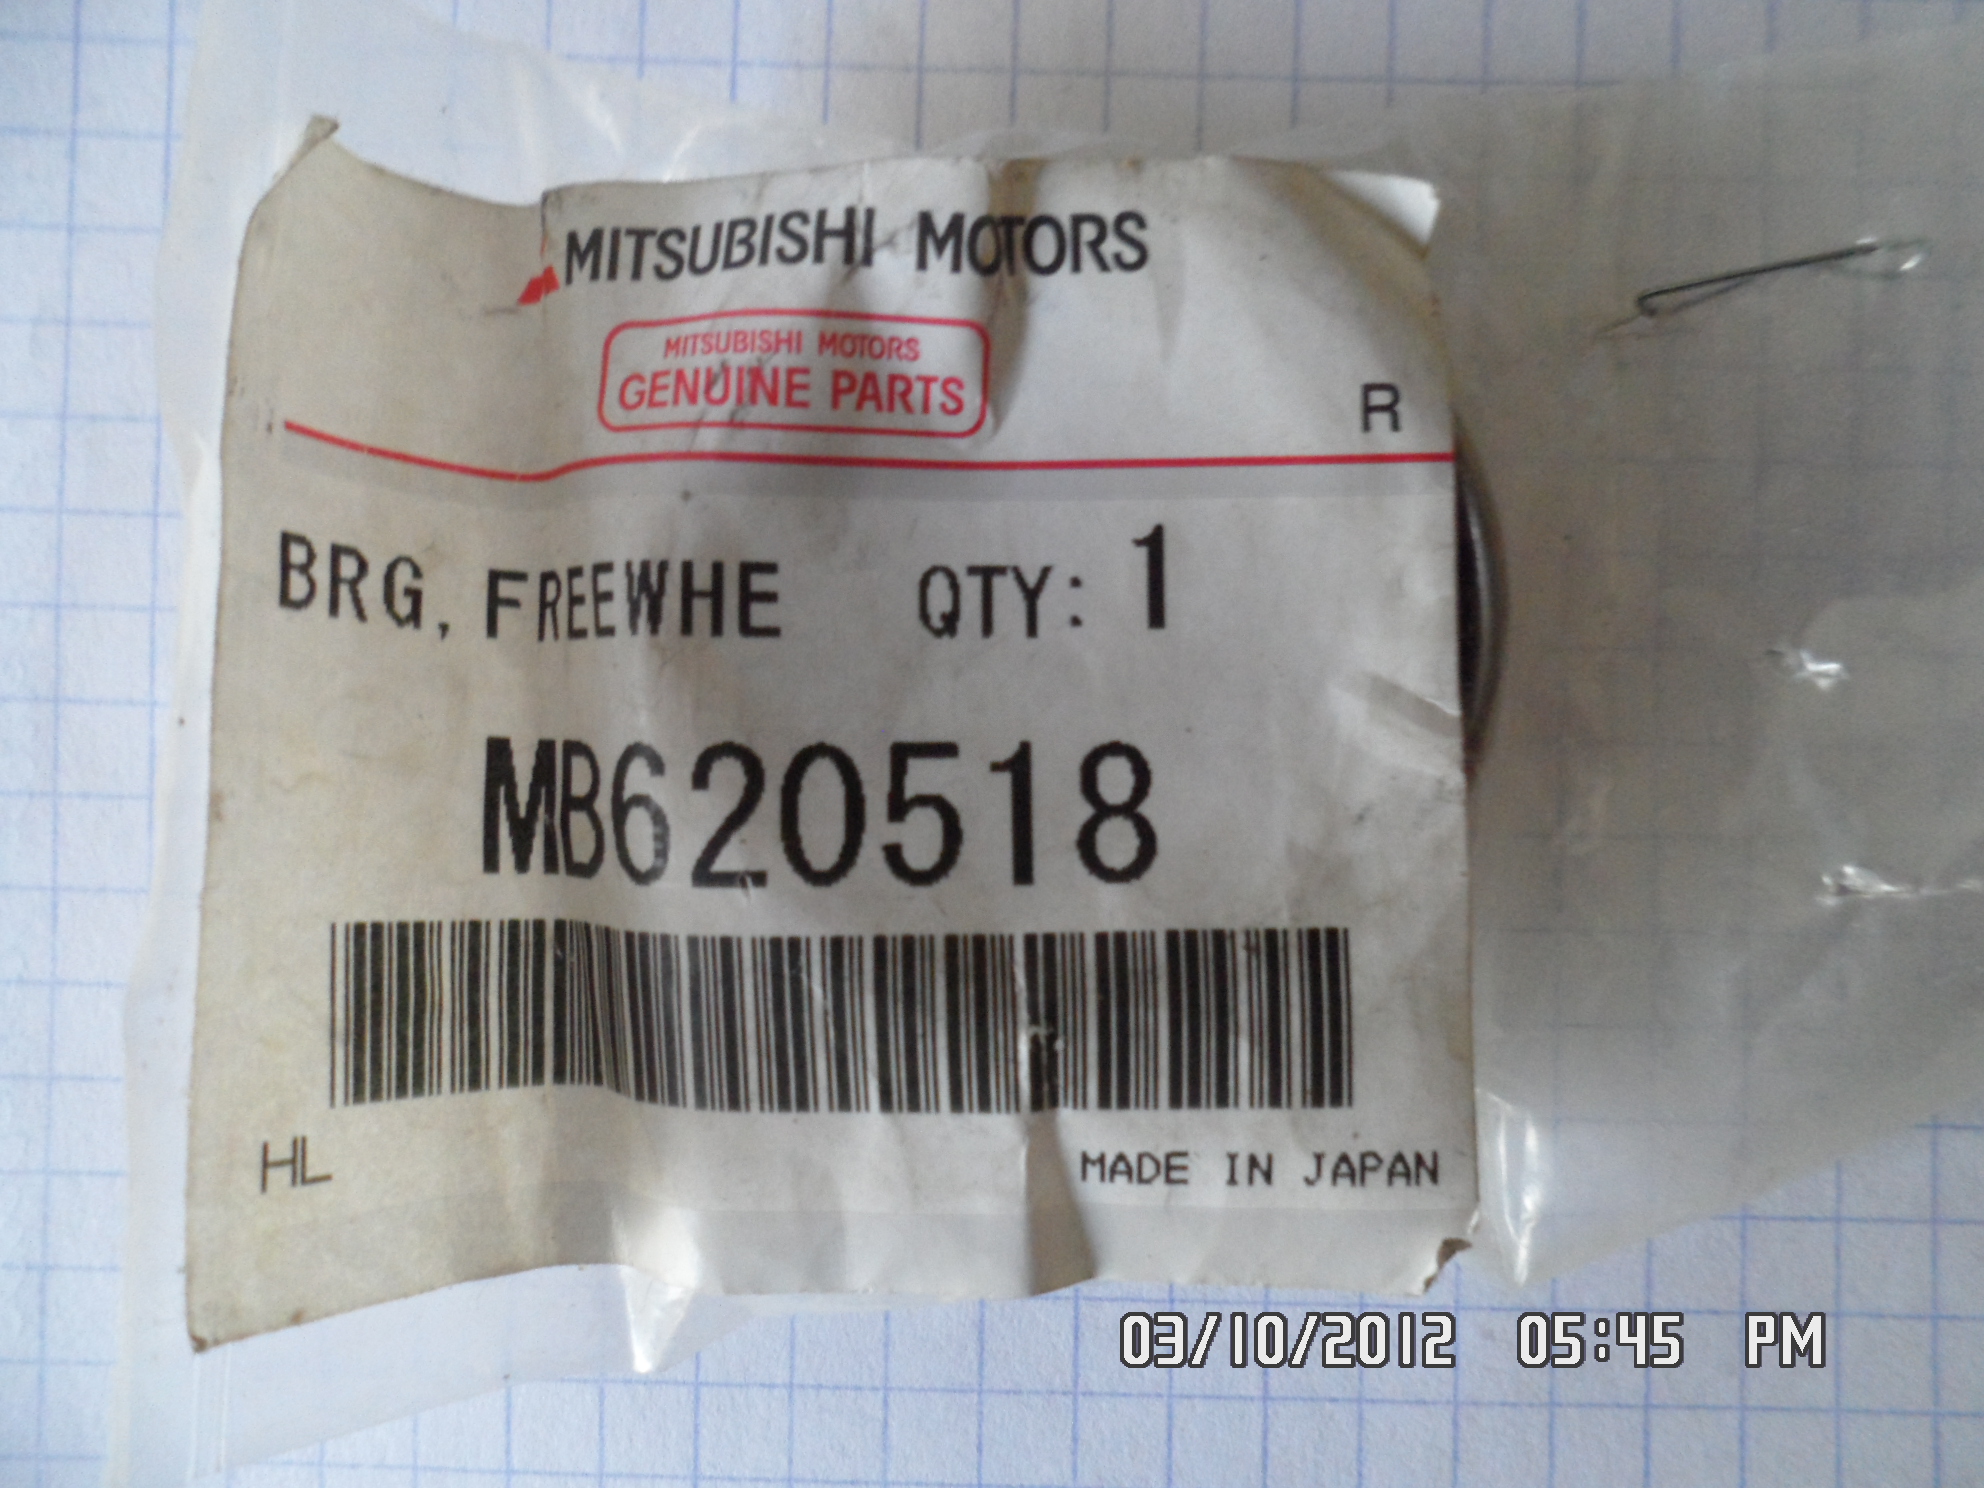 MITSUBISHI MOTORS
MITSUBISHI MOTORS
GENUINE PARTS
R
BRG, FREEWHE QTY: 1
MB620518
HL MADE IN JAPAN
03/10/2012 05:45 PM